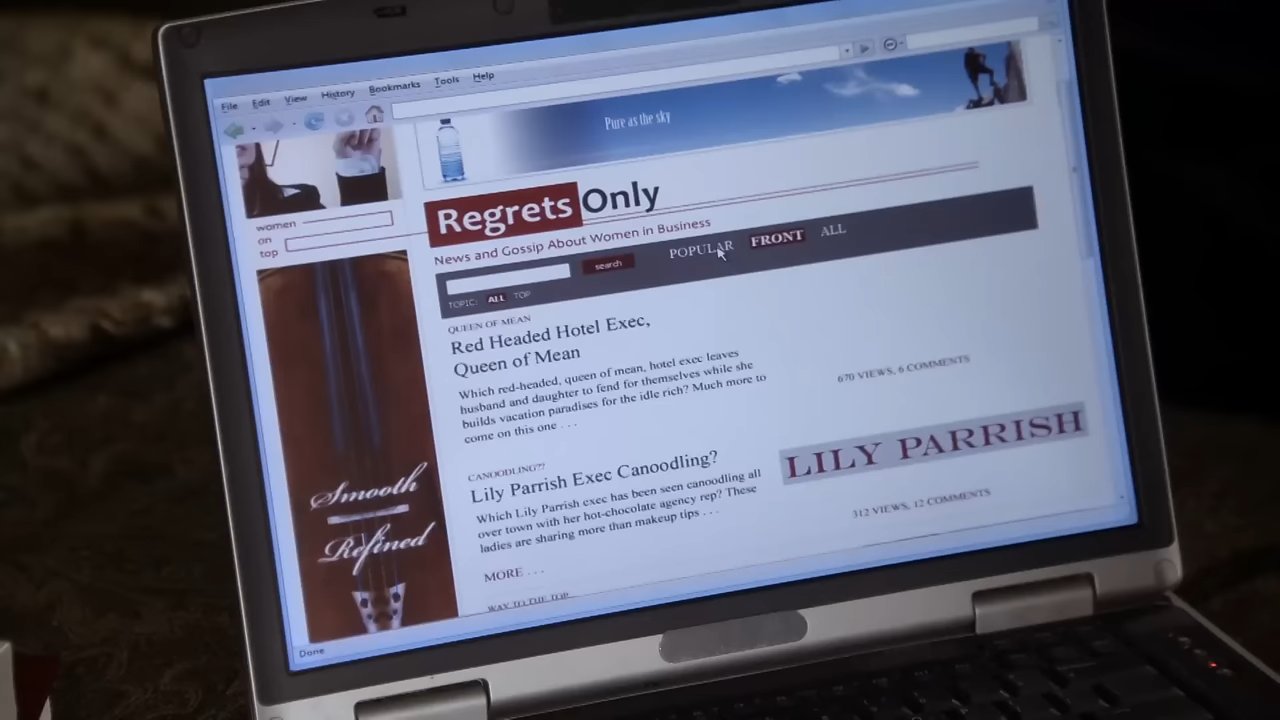 File Edit View History Bookmarks Tools Help
Pure as the sky
women
on
top
Regrets Only
News and Gossip About Women in Business
search
POPULAR FRONT ALL
TOPIC: ALL TOP
QUEEN OF MEAN
Red Headed Hotel Exec,
Queen of Mean
Which red-headed, queen of mean, hotel exec leaves
husband and daughter to fend for themselves while she
builds vacation paradises for the idle rich? Much more to
come on this one . . .
670 VIEWS, 6 COMMENTS
CANOODLING??
Lily Parrish Exec Canoodling?
Which Lily Parrish exec has been seen canoodling all
over town with her hot-chocolate agency rep? These
ladies are sharing more than makeup tips . . .
LILY PARRISH
312 VIEWS, 12 COMMENTS
MORE . . .
WAY TO THE TOP
Smooth
Refined
Done